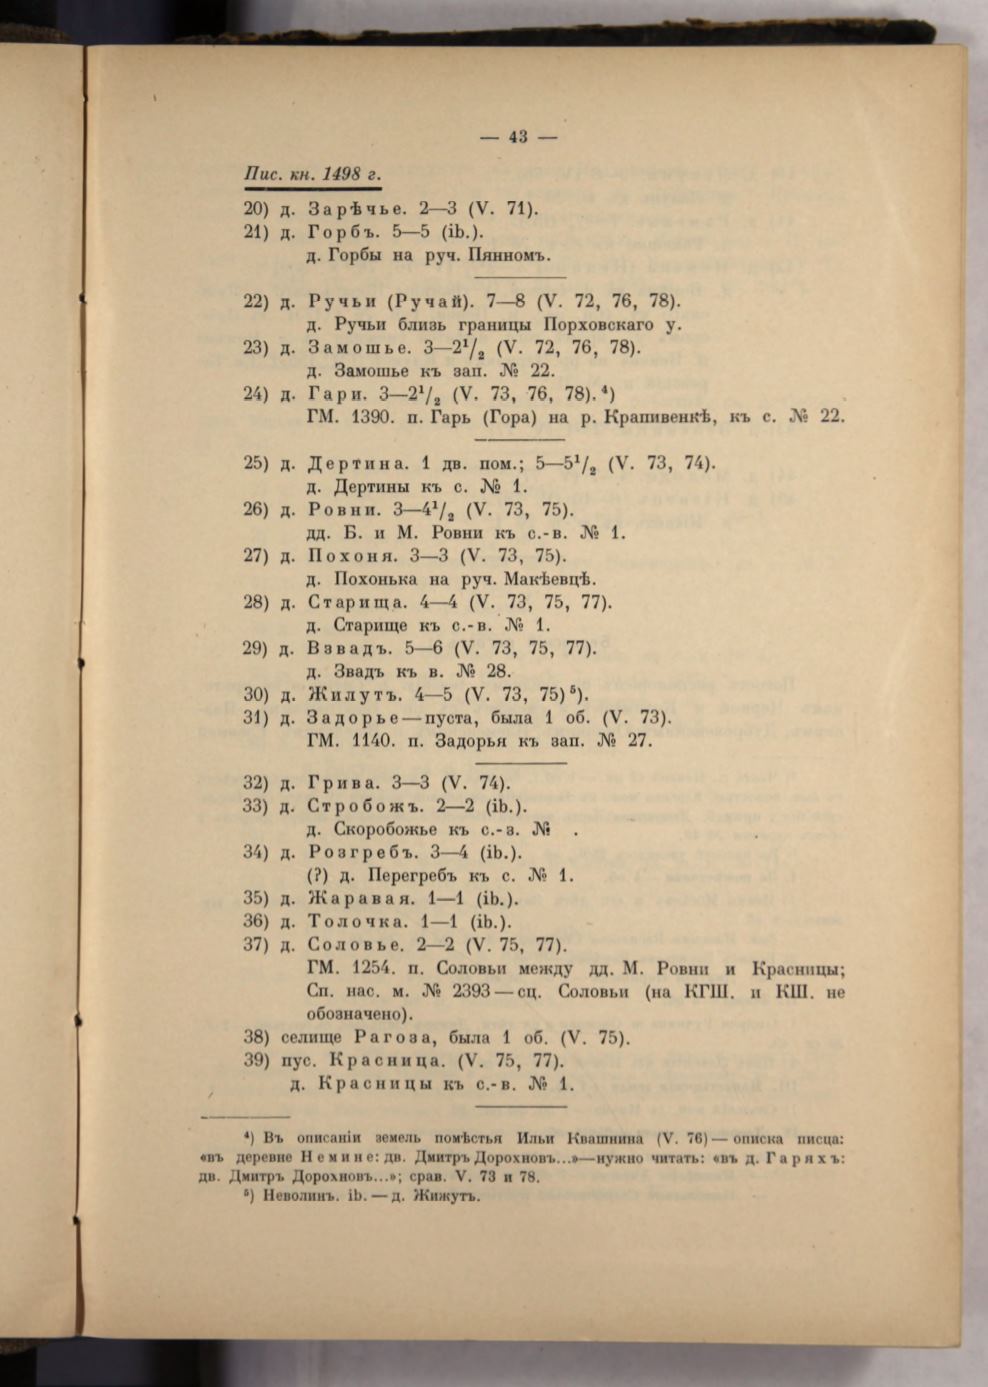 — 43 —
Пис. кн. 1498 г.
20) д. Зарѣчье. 2—3 (V. 71).
21) д. Горбъ. 5—5 (ib.).
д. Горбы на руч. Пянномъ.
22) д. Ручьи (Ручай). 7—8 (V. 72, 76, 78).
д. Ручьи близь границы Порховскаго у.
23) д. Замошье. 3—2¹/₂ (V. 72, 76, 78).
д. Замошье къ зап. № 22.
24) д. Гари. 3—2¹/₂ (V. 73, 76, 78).⁴)
ГМ. 1390. п. Гарь (Гора) на р. Крапивенкѣ, къ с. № 22.
25) д. Дертина. 1 дв. пом.; 5—5¹/₂ (V. 73, 74).
д. Дертины къ с. № 1.
26) д. Ровни. 3—4¹/₂ (V. 73, 75).
дд. Б. и М. Ровни къ с.-в. № 1.
27) д. Похоня. 3—3 (V. 73, 75).
д. Похонька на руч. Макѣевцѣ.
28) д. Старища. 4—4 (V. 73, 75, 77).
д. Старище къ с.-в. № 1.
29) д. Взвадъ. 5—6 (V. 73, 75, 77).
д. Звадъ къ в. № 28.
30) д. Жилутъ. 4—5 (V. 73, 75)⁵).
31) д. Задорье—пуста, была 1 об. (V. 73).
ГМ. 1140. п. Задорья къ зап. № 27.
32) д. Грива. 3—3 (V. 74).
33) д. Стробожъ. 2—2 (ib.).
д. Скоробожье къ с.-з. № .
34) д. Розгребъ. 3—4 (ib.).
(?) д. Перегребъ къ с. № 1.
35) д. Жаравая. 1—1 (ib.).
36) д. Толочка. 1—1 (ib.).
37) д. Соловье. 2—2 (V. 75, 77).
ГМ. 1254. п. Соловьи между дд. М. Ровни и Красницы;
Сп. нас. м. № 2393—сц. Соловьи (на КГШ. и КШ. не
обозначено).
38) селище Рагоза, была 1 об. (V. 75).
39) пус. Красница. (V. 75, 77).
д. Красницы къ с.-в. № 1.
⁴) Въ описаніи земель помѣстья Ильи Квашнина (V. 76)—описка писца:
«въ деревне Немине: дв. Дмитръ Дорохновъ...»—нужно читать: «въ д. Гаряхъ:
дв. Дмитръ Дорохновъ...»; срав. V. 73 и 78.
⁵) Неволинъ. ib.—д. Жижутъ.